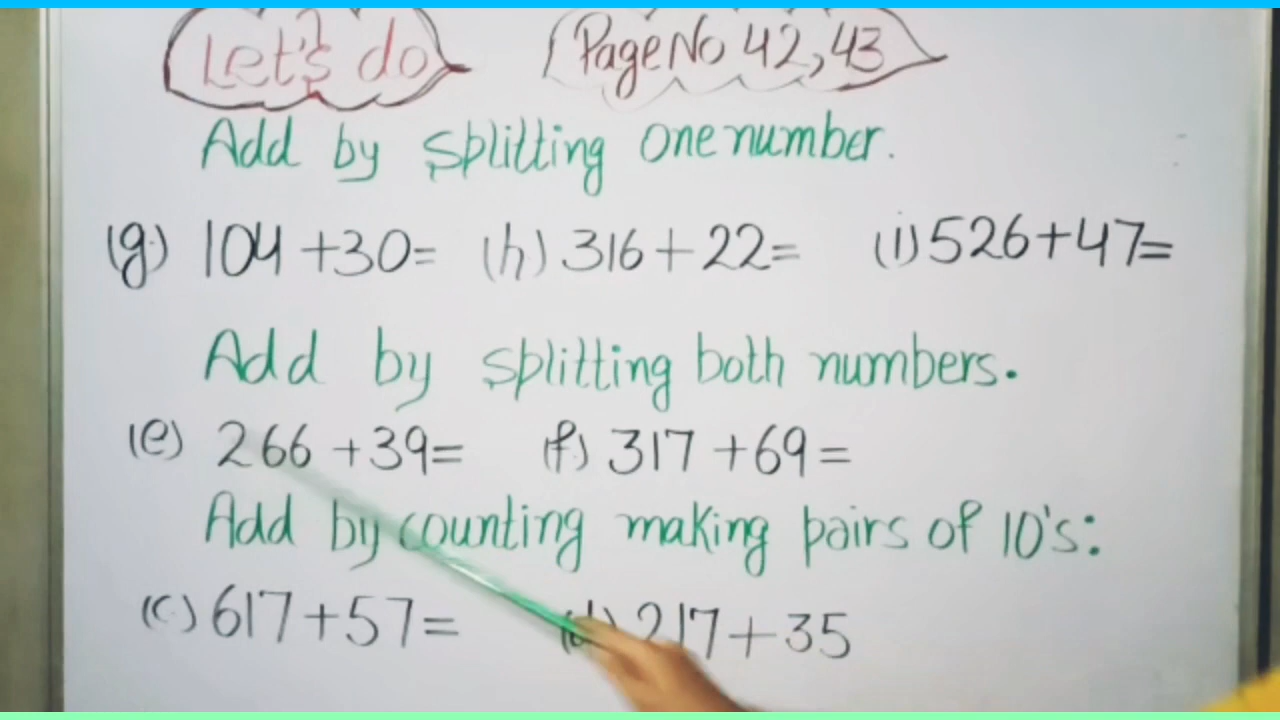 Let's do Page No 42, 43
Add by splitting one number.
(g) 104 +30= (h) 316+22= (i) 526+47=
Add by splitting both numbers.
(e) 266 +39= (f) 317 +69=
Add by counting making pairs of 10's:
(c) 617+57= (d) 217+35